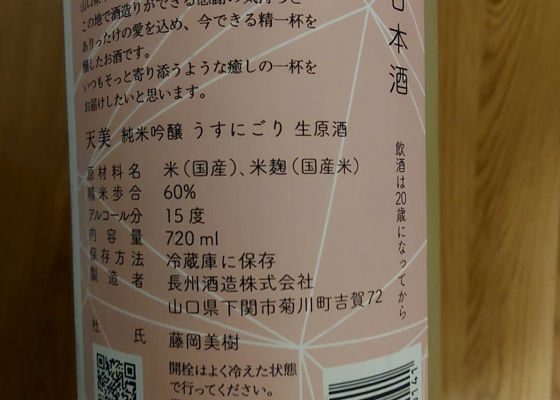 この地で酒造りができる感謝の気持ちと
ありったけの愛を込め、今できる精一杯を
醸したお酒です。
いつもそっと寄り添うような癒しの一杯を
お届けしたいと思います。
天美 純米吟醸 うすにごり 生原酒
原材料名 米(国産)、米麹(国産米)
精米歩合 60%
アルコール分 15度
内容量 720ml
保存方法 冷蔵庫に保存
製造者 長州酒造株式会社
山口県下関市菊川町吉賀72
杜氏 藤岡美樹
開栓はよく冷えた状態
で行ってください。
日本酒
飲酒は20歳になってから